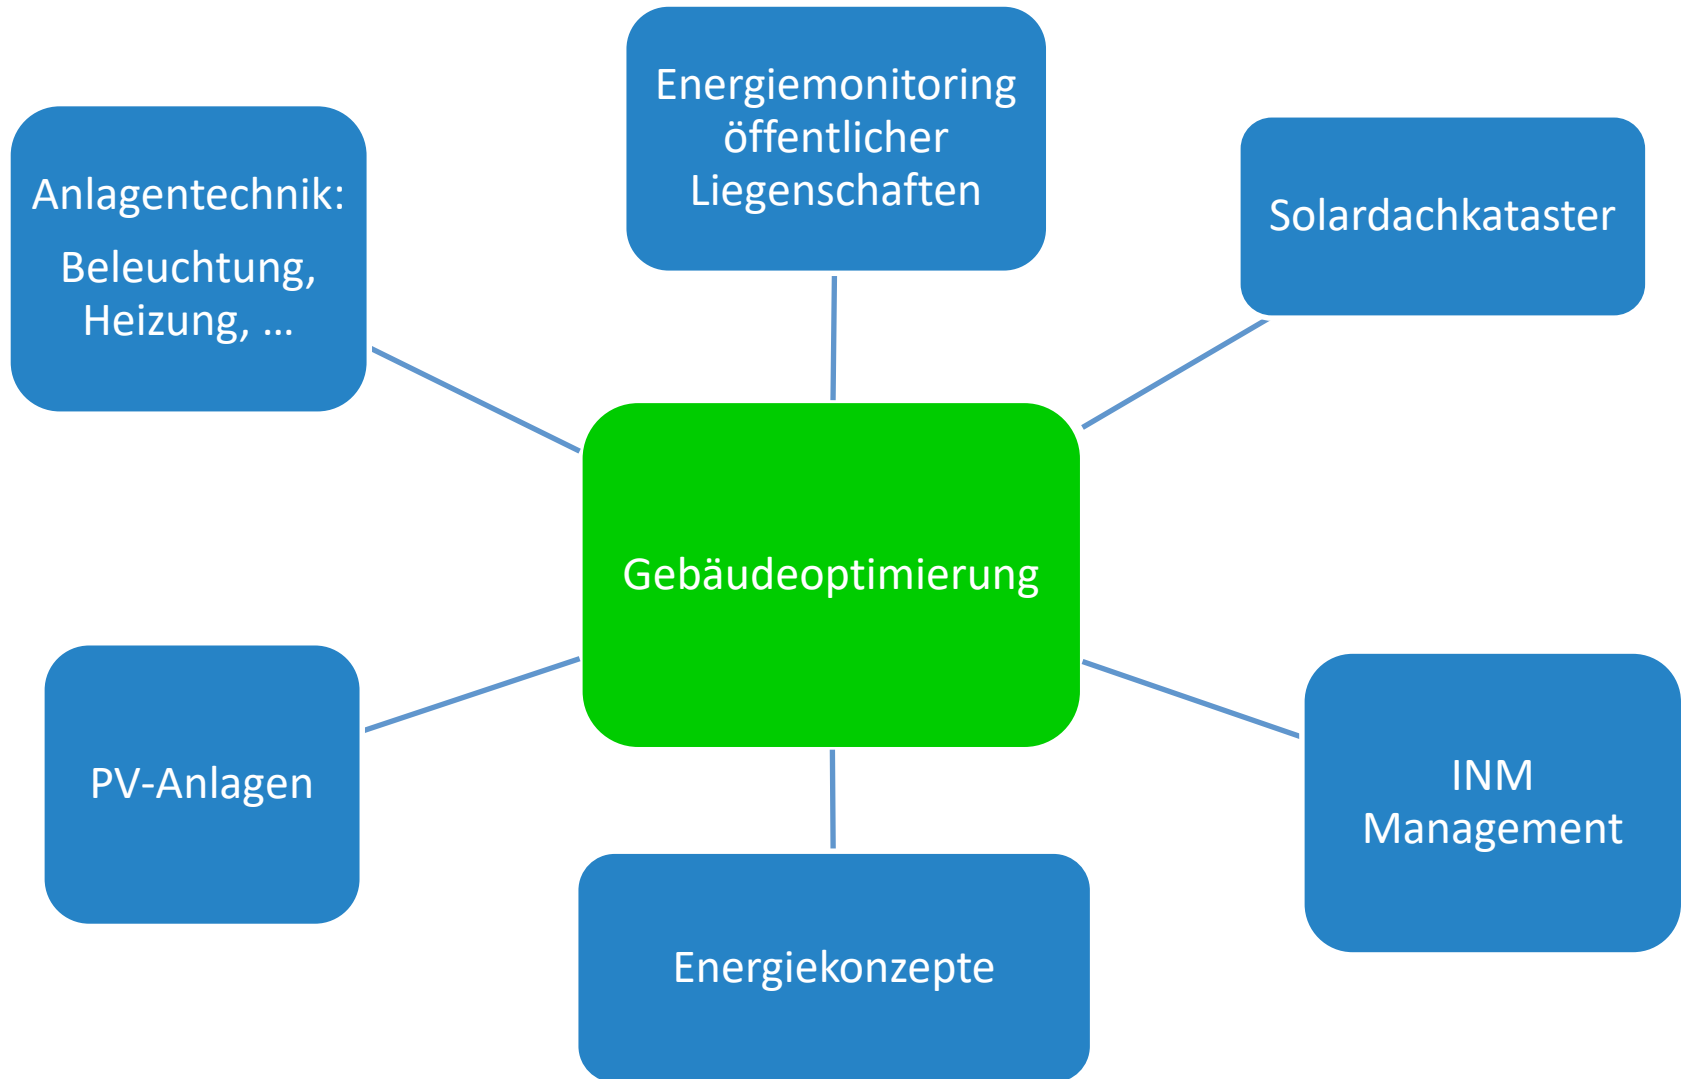 Energiemonitoring
öffentlicher
Liegenschaften
Anlagentechnik:
Beleuchtung,
Heizung, ...
Solardachkataster
Gebäudeoptimierung
PV-Anlagen
INM
Management
Energiekonzepte